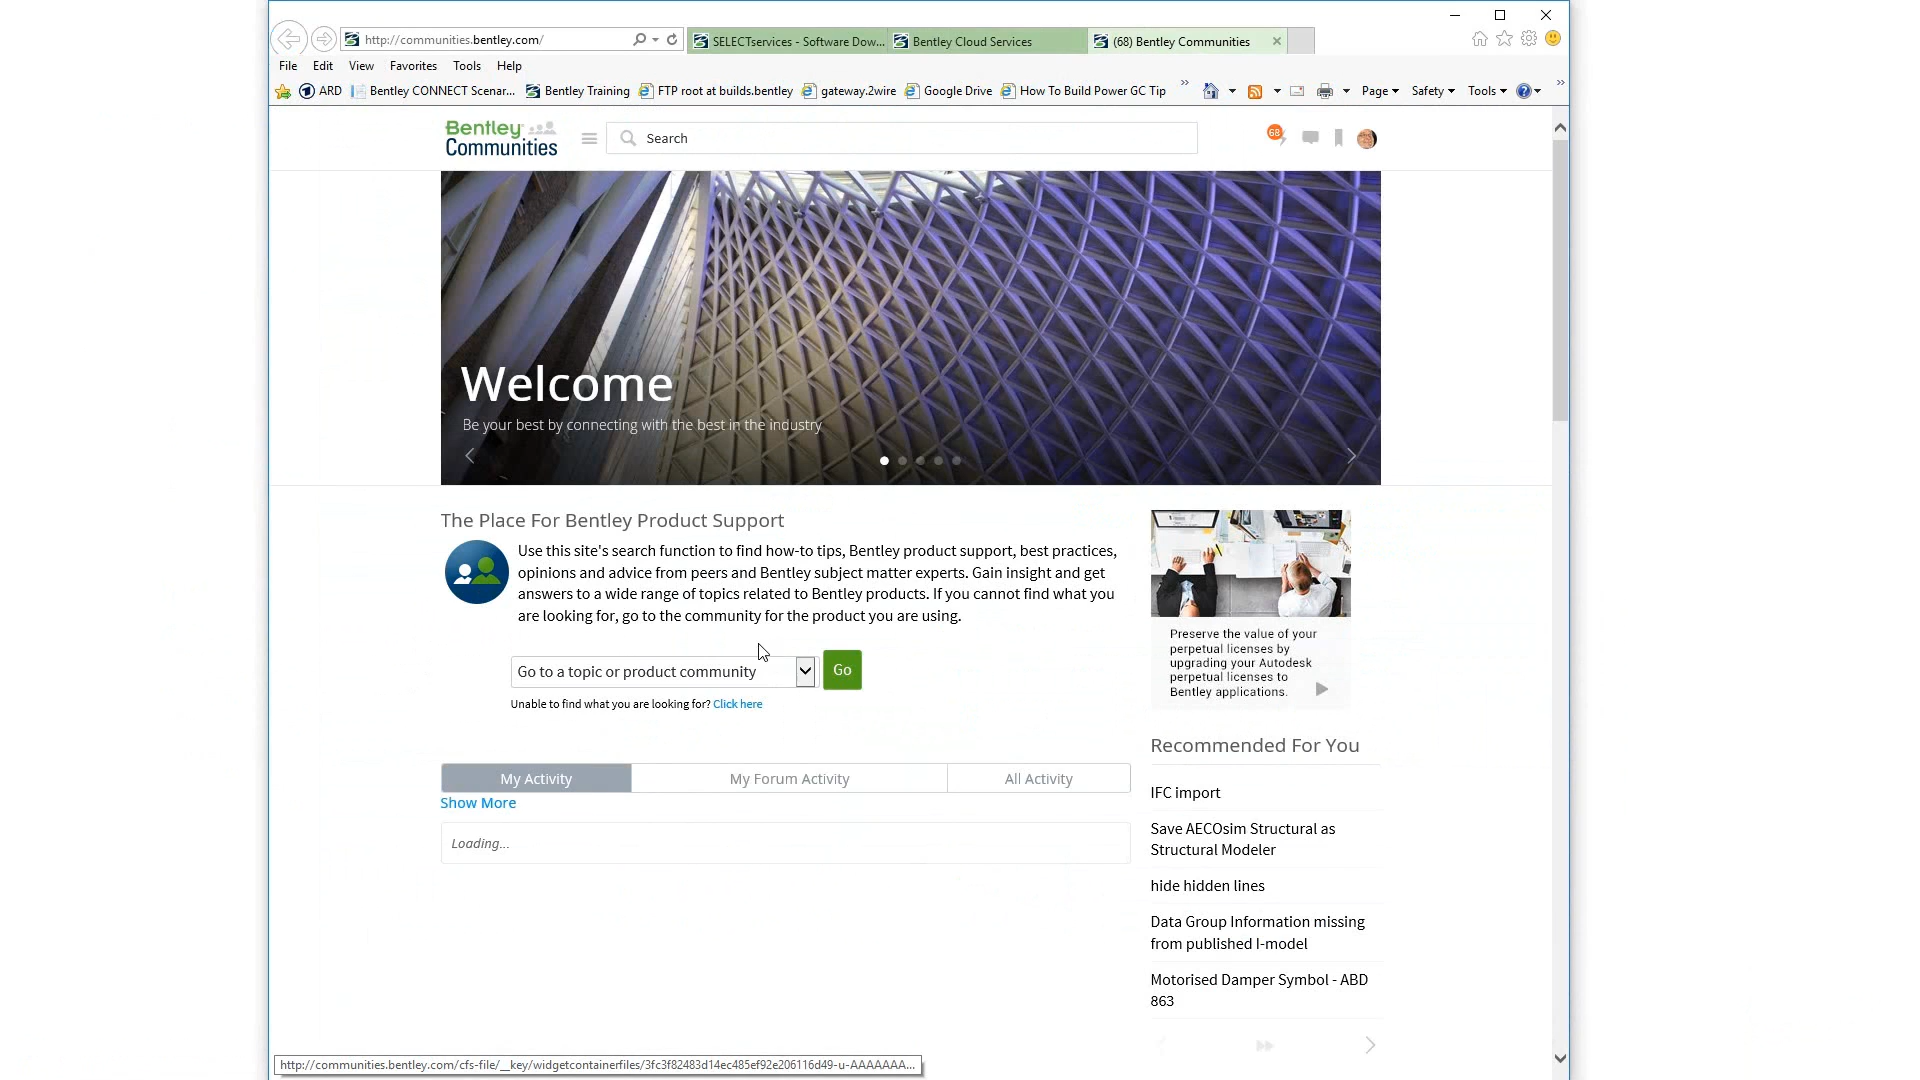 http://communities.bentley.com/
SELECTservices - Software Dow...
Bentley Cloud Services
(68) Bentley Communities
File Edit View Favorites Tools Help
ARD Bentley CONNECT Scenar... Bentley Training FTP root at builds.bentley gateway.2wire Google Drive How To Build Power GC Tip » Page Safety Tools »
Bentley
Communities
Search
68
Welcome
Be your best by connecting with the best in the industry
The Place For Bentley Product Support
Use this site's search function to find how-to tips, Bentley product support, best practices,
opinions and advice from peers and Bentley subject matter experts. Gain insight and get
answers to a wide range of topics related to Bentley products. If you cannot find what you
are looking for, go to the community for the product you are using.
Go to a topic or product community
Go
Unable to find what you are looking for? Click here
My Activity My Forum Activity All Activity
Show More
Loading...
Preserve the value of your
perpetual licenses by
upgrading your Autodesk
perpetual licenses to
Bentley applications.
Recommended For You
IFC import
Save AECOsim Structural as
Structural Modeler
hide hidden lines
Data Group Information missing
from published I-model
Motorised Damper Symbol - ABD
863
http://communities.bentley.com/cfs-file/__key/widgetcontainerfiles/3fc3f82483d14ec485ef92e206116d49-u-AAAAAAA...